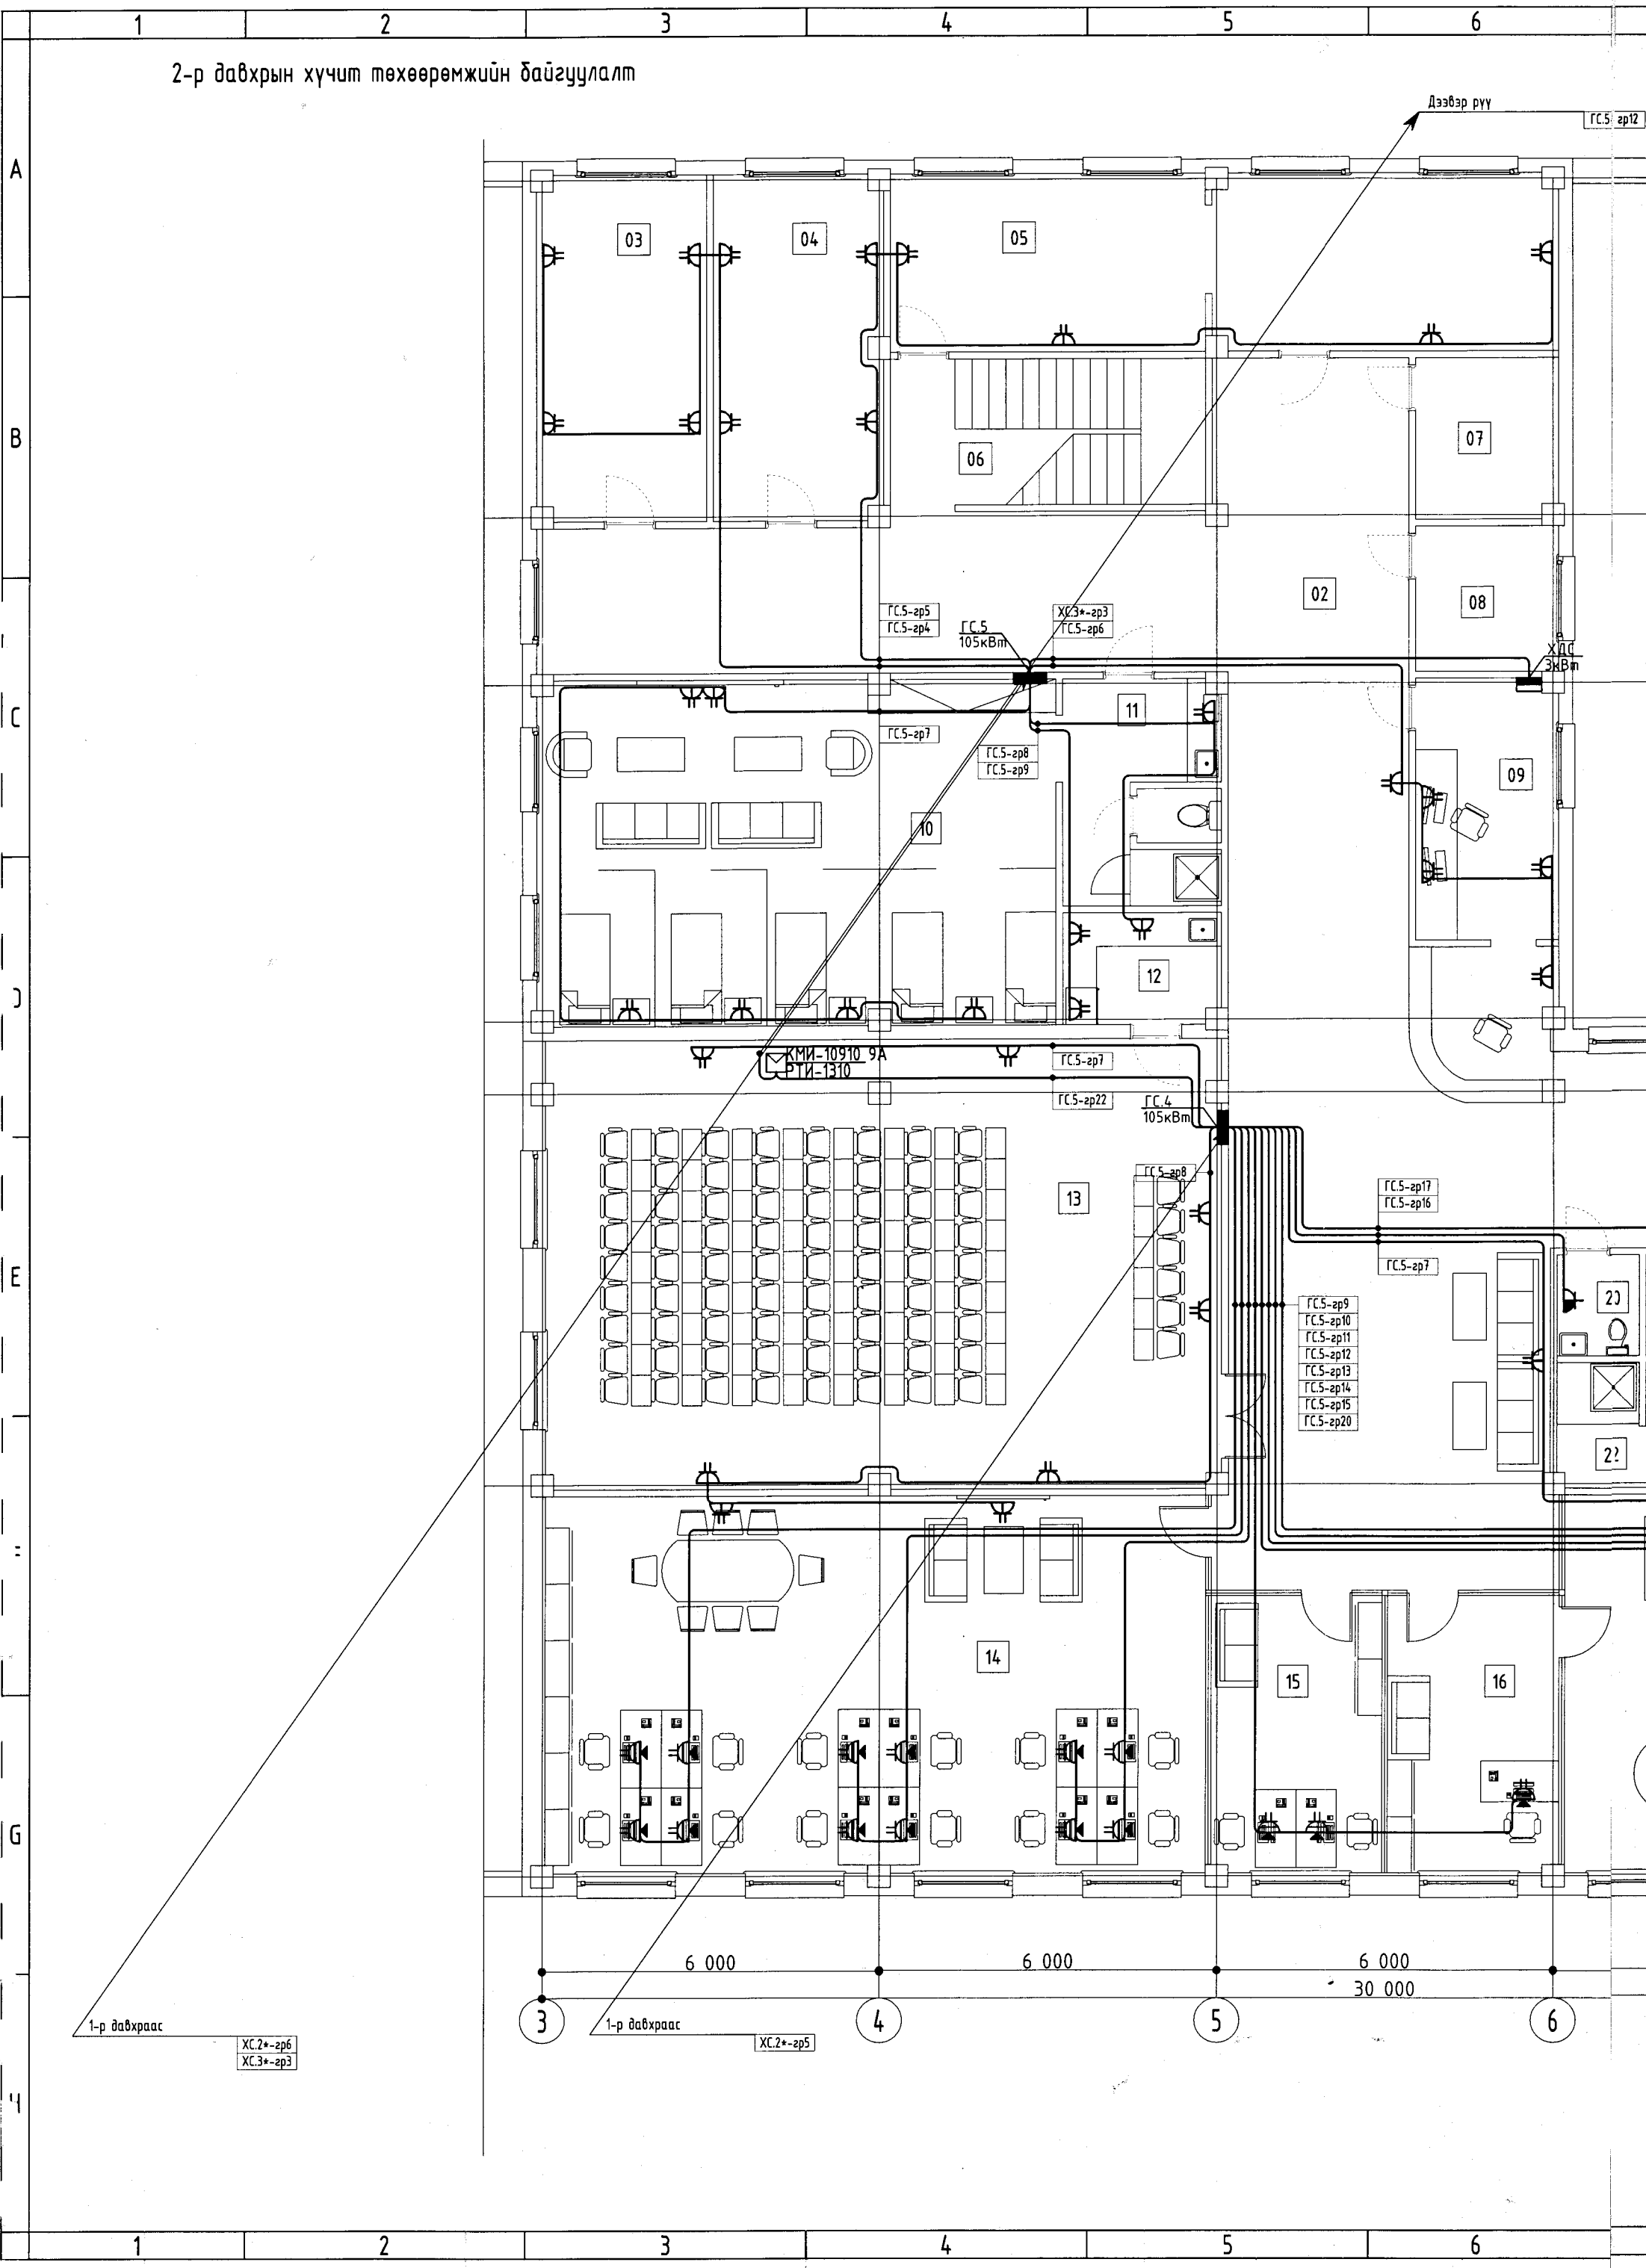 1 2 3 4 5 6
2-р давхрын хүчит төхөөрөмжийн байгуулалт
Дээвэр рүү
ГС.5-гр12
A
03
04
05
B
06
07
02
08
ГС.5-гр5
ГС.5-гр4
ГС.5
105кВт
ХС.3*-гр3
ГС.5-гр6
ХДС
3кВт
C
11
ГС.5-гр7
ГС.5-гр8
ГС.5-гр9
09
10
12
КМИ-10910 9А
РТИ-1310
ГС.5-гр7
ГС.5-гр22
ГС.4
105кВт
ГС.5-гр8
13
ГС.5-гр17
ГС.5-гр16
E
ГС.5-гр7
ГС.5-гр9
ГС.5-гр10
ГС.5-гр11
ГС.5-гр12
ГС.5-гр13
ГС.5-гр14
ГС.5-гр15
ГС.5-гр20
14
15
16
G
6 000
6 000
6 000
30 000
3
4
5
6
1-р давхраас
ХС.2*-гр6
ХС.3*-гр3
1-р давхраас
ХС.2*-гр5
1 2 3 4 5 6